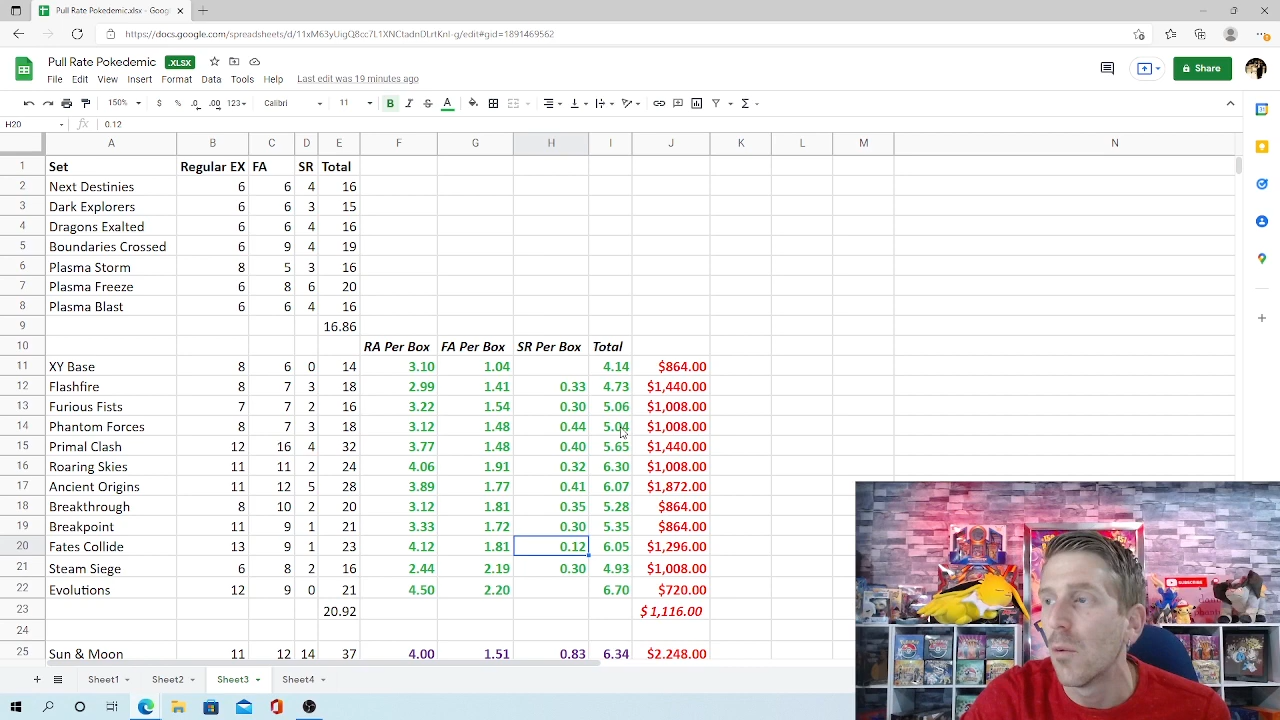 Pull Rate Pokedemic.xlsx - Goog
https://docs.google.com/spreadsheets/d/11xM63yUigQ8cc7L1XNCtadnDLrtKnI-g/edit#gid=1891469562
Pull Rate Pokedemic .XLSX
File Edit View Insert Format Data Tools Help Last edit was 19 minutes ago
Share
150% $ % .0 .00 123 Calibri 11 B I S A
H20 fx 0.12
A B C D E F G H I J K L M N
1 Set Regular EX FA SR Total
2 Next Destinies 6 6 4 16
3 Dark Explorers 6 6 3 15
4 Dragons Exalted 6 6 4 16
5 Boundaries Crossed 6 9 4 19
6 Plasma Storm 8 5 3 16
7 Plasma Freeze 6 8 6 20
8 Plasma Blast 6 6 4 16
9 16.86
10 RA Per Box FA Per Box SR Per Box Total
11 XY Base 8 6 0 14 3.10 1.04 4.14 $864.00
12 Flashfire 8 7 3 18 2.99 1.41 0.33 4.73 $1,440.00
13 Furious Fists 7 7 2 16 3.22 1.54 0.30 5.06 $1,008.00
14 Phantom Forces 8 7 3 18 3.12 1.48 0.44 5.04 $1,008.00
15 Primal Clash 12 16 4 32 3.77 1.48 0.40 5.65 $1,440.00
16 Roaring Skies 11 11 2 24 4.06 1.91 0.32 6.30 $1,008.00
17 Ancient Origins 11 12 5 28 3.89 1.77 0.41 6.07 $1,872.00
18 Breakthrough 8 10 2 20 3.12 1.81 0.35 5.28 $864.00
19 Breakpoint 11 9 1 21 3.33 1.72 0.30 5.35 $864.00
20 Fates Collide 13 9 1 23 4.12 1.81 0.12 6.05 $1,296.00
21 Steam Siege 6 8 2 16 2.44 2.19 0.30 4.93 $1,008.00
22 Evolutions 12 9 0 21 4.50 2.20 6.70 $720.00
23 20.92 $ 1,116.00
24
25 Sun & Moon 11 12 14 37 4.00 1.51 0.83 6.34 $2,248.00
SUBSCRIBE
Sheet1 Sheet2 Sheet3 Sheet4